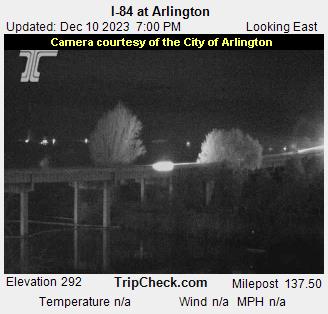 I-84 at Arlington
Updated: Dec 10 2023 7:00 PM Looking East
Camera courtesy of the City of Arlington
Elevation 292 TripCheck.com Milepost 137.50
Temperature n/a Wind n/a MPH n/a